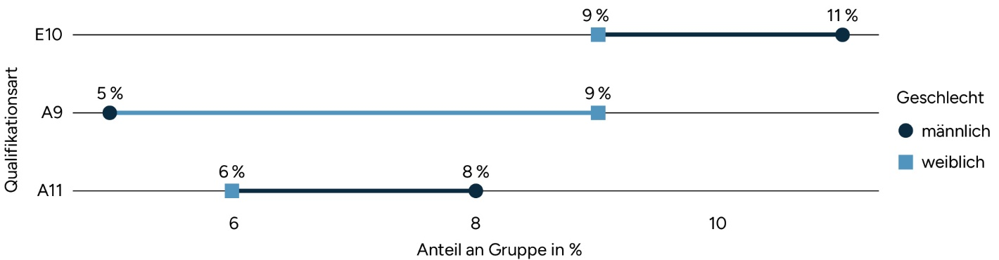 9 % 11 %
E10
5 % 9 %
A9
6 % 8 %
A11
6 8 10
Anteil an Gruppe in %
Qualifikationsart
Geschlecht
männlich
weiblich